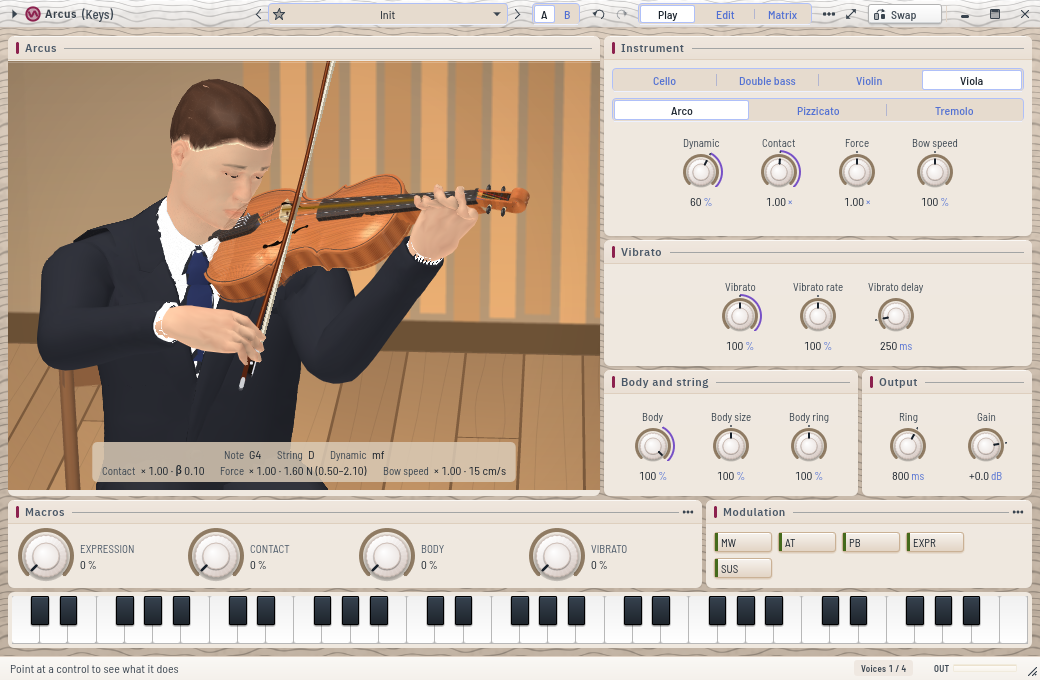 Arcus (Keys)
Init
A B
Play Edit Matrix
Swap
Arcus
Instrument
Cello Double bass Violin Viola
Arco Pizzicato Tremolo
Dynamic Contact Force Bow speed
60 % 1.00 × 1.00 × 100 %
Vibrato
Vibrato Vibrato rate Vibrato delay
100 % 100 % 250 ms
Body and string
Body Body size Body ring
100 % 100 % 100 %
Output
Ring Gain
800 ms +0.0 dB
Note G4 String D Dynamic mf
Contact × 1.00 · β 0.10 Force × 1.00 · 1.60 N (0.50–2.10) Bow speed × 1.00 · 15 cm/s
Macros
EXPRESSION
0 %
CONTACT
0 %
BODY
0 %
VIBRATO
0 %
Modulation
MW AT PB EXPR
SUS
Point at a control to see what it does
Voices 1 / 4
OUT